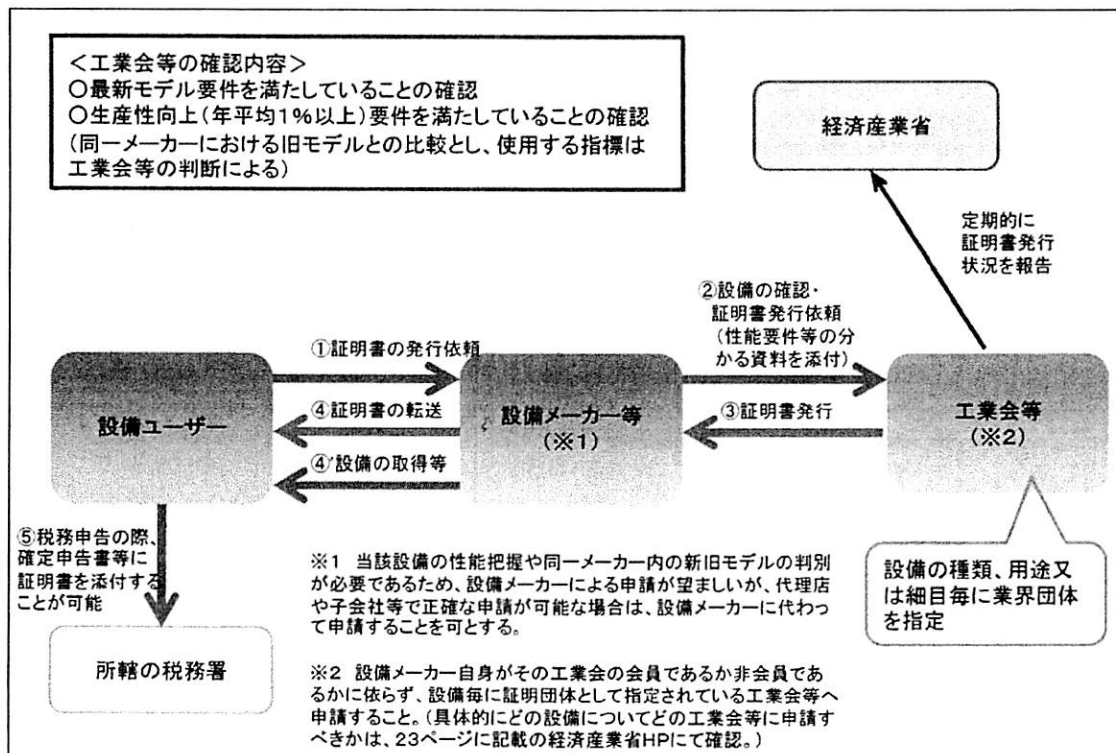 <工業会等の確認内容>
○最新モデル要件を満たしていることの確認
○生産性向上(年平均1%以上)要件を満たしていることの確認
(同一メーカーにおける旧モデルとの比較とし、使用する指標は
工業会等の判断による)
経済産業省
定期的に
証明書発行
状況を報告
②設備の確認・
証明書発行依頼
(性能要件等の分
かる資料を添付)
①証明書の発行依頼
設備ユーザー
④証明書の転送
設備メーカー等
(※1)
③証明書発行
工業会等
(※2)
④’設備の取得等
⑤税務申告の際、
確定申告書等に
証明書を添付する
ことが可能
所轄の税務署
設備の種類、用途又
は細目毎に業界団体
を指定
※1 当該設備の性能把握や同一メーカー内の新旧モデルの判別
が必要であるため、設備メーカーによる申請が望ましいが、代理店
や子会社等で正確な申請が可能な場合は、設備メーカーに代わっ
て申請することを可とする。
※2 設備メーカー自身がその工業会の会員であるか非会員であ
るかに依らず、設備毎に証明団体として指定されている工業会等へ
申請すること。(具体的にどの設備についてどの工業会等に申請す
べきかは、23ページに記載の経済産業省HPにて確認。)